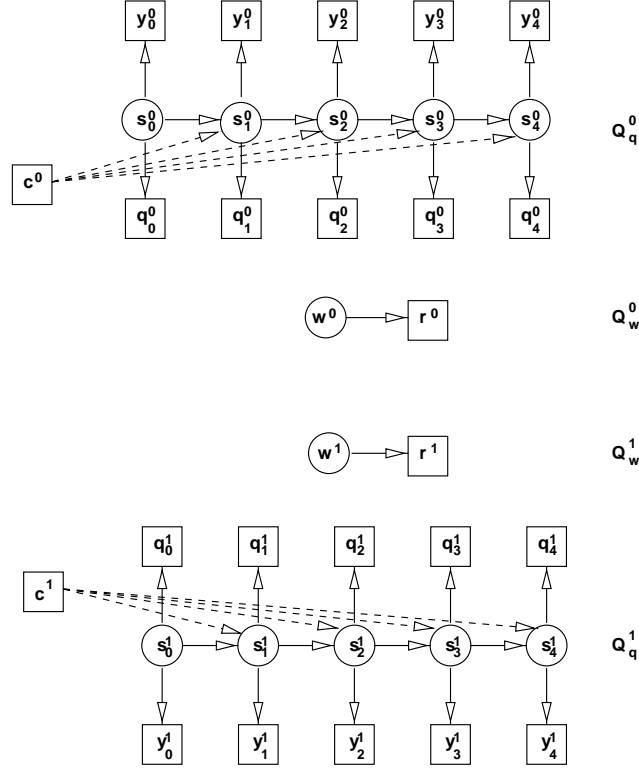 y₀⁰ y₁⁰ y₂⁰ y₃⁰ y₄⁰
s₀⁰ s₁⁰ s₂⁰ s₃⁰ s₄⁰ Q_q⁰
c⁰
q₀⁰ q₁⁰ q₂⁰ q₃⁰ q₄⁰
w⁰ r⁰ Q_w⁰
w¹ r¹ Q_w¹
q₀¹ q₁¹ q₂¹ q₃¹ q₄¹
c¹
s₀¹ s₁¹ s₂¹ s₃¹ s₄¹ Q_q¹
y₀¹ y₁¹ y₂¹ y₃¹ y₄¹